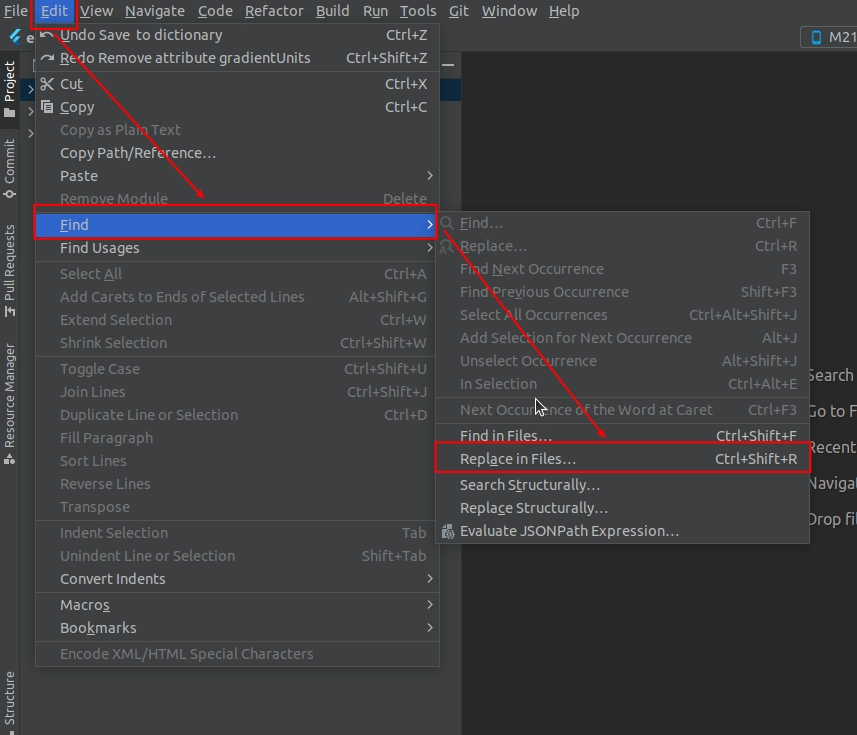 File Edit View Navigate Code Refactor Build Run Tools Git Window Help
e
M21
Project
Commit
Pull Requests
Resource Manager
Structure
Undo Save to dictionary Ctrl+Z
Redo Remove attribute gradientUnits Ctrl+Shift+Z
Cut Ctrl+X
Copy Ctrl+C
Copy as Plain Text
Copy Path/Reference…
Paste
Remove Module Delete
Find
Find Usages
Select All Ctrl+A
Add Carets to Ends of Selected Lines Alt+Shift+G
Extend Selection Ctrl+W
Shrink Selection Ctrl+Shift+W
Toggle Case Ctrl+Shift+U
Join Lines Ctrl+Shift+J
Duplicate Line or Selection Ctrl+D
Fill Paragraph
Sort Lines
Reverse Lines
Transpose
Indent Selection Tab
Unindent Line or Selection Shift+Tab
Convert Indents
Macros
Bookmarks
Encode XML/HTML Special Characters
Find… Ctrl+F
Replace… Ctrl+R
Find Next Occurrence F3
Find Previous Occurrence Shift+F3
Select All Occurrences Ctrl+Alt+Shift+J
Add Selection for Next Occurrence Alt+J
Unselect Occurrence Alt+Shift+J
In Selection Ctrl+Alt+E
Next Occurrence of the Word at Caret Ctrl+F3
Find in Files… Ctrl+Shift+F
Replace in Files… Ctrl+Shift+R
Search Structurally…
Replace Structurally…
Evaluate JSONPath Expression…
Search
Go to F
Recent
Naviga
Drop fil